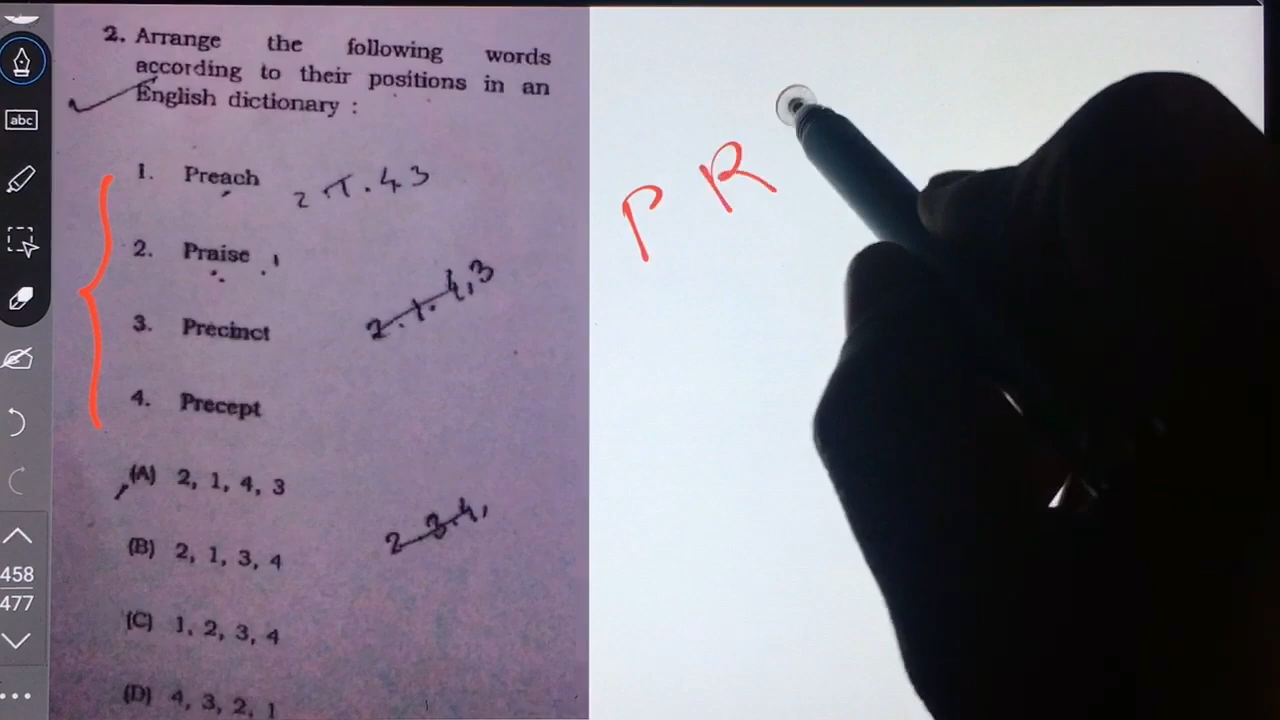 abc
458
477
2. Arrange the following words
according to their positions in an
English dictionary :
1. Preach
2 1 . 4 3
2. Praise
2 . 1 . 4,3
3. Precinct
4. Precept
(A) 2, 1, 4, 3
2 3 4,
(B) 2, 1, 3, 4
(C) 1, 2, 3, 4
(D) 4, 3, 2, 1
P R